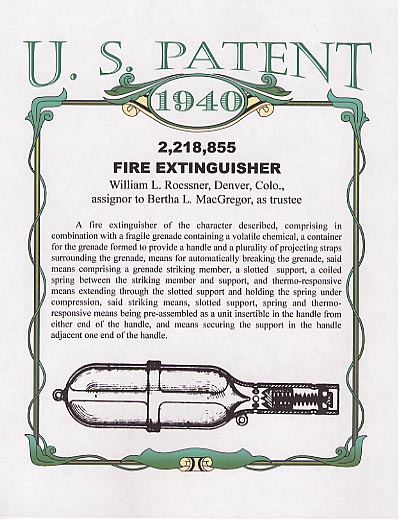 U. S. PATENT
1940
2,218,855
FIRE EXTINGUISHER
William L. Roessner, Denver, Colo.,
assignor to Bertha L. MacGregor, as trustee
A fire extinguisher of the character described, comprising in
combination with a fragile grenade containing a volatile chemical, a container
for the grenade formed to provide a handle and a plurality of projecting straps
surrounding the grenade, means for automatically breaking the grenade, said
means comprising a grenade striking member, a slotted support, a coiled
spring between the striking member and support, and thermo-responsive
means extending through the slotted support and holding the spring under
compression, said striking means, slotted support, spring and thermo-
responsive means being pre-assembled as a unit insertible in the handle from
either end of the handle, and means securing the support in the handle
adjacent one end of the handle.